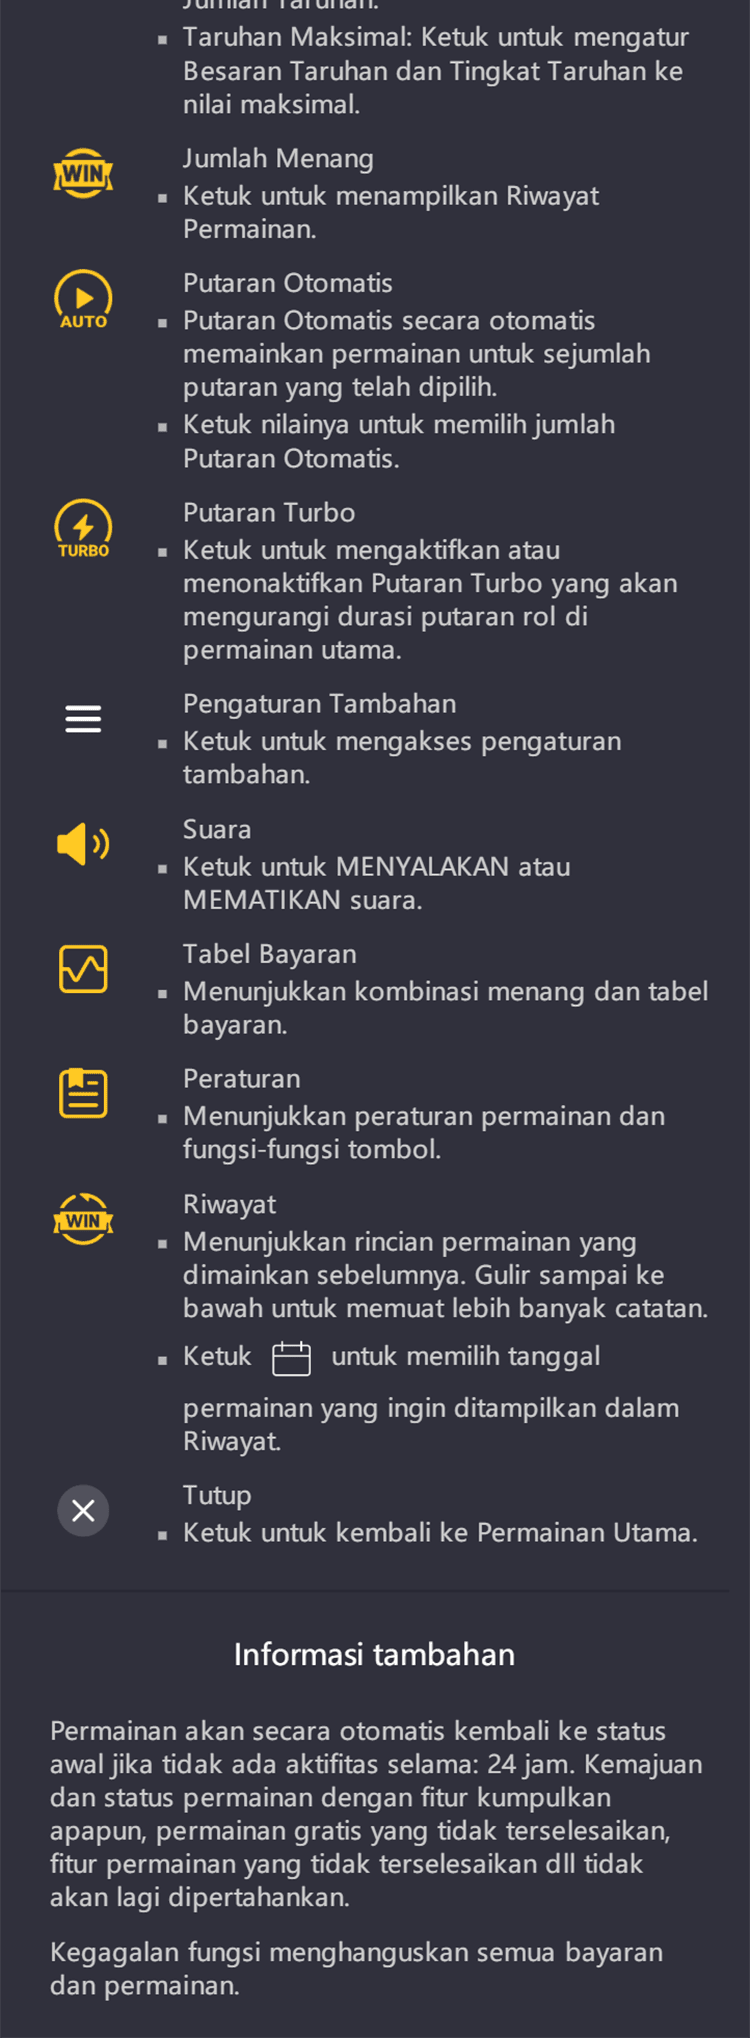 Jumlah Taruhan.
▪ Taruhan Maksimal: Ketuk untuk mengatur
Besaran Taruhan dan Tingkat Taruhan ke
nilai maksimal.
WIN
Jumlah Menang
▪ Ketuk untuk menampilkan Riwayat
Permainan.
AUTO
Putaran Otomatis
▪ Putaran Otomatis secara otomatis
memainkan permainan untuk sejumlah
putaran yang telah dipilih.
▪ Ketuk nilainya untuk memilih jumlah
Putaran Otomatis.
TURBO
Putaran Turbo
▪ Ketuk untuk mengaktifkan atau
menonaktifkan Putaran Turbo yang akan
mengurangi durasi putaran rol di
permainan utama.
Pengaturan Tambahan
▪ Ketuk untuk mengakses pengaturan
tambahan.
Suara
▪ Ketuk untuk MENYALAKAN atau
MEMATIKAN suara.
Tabel Bayaran
▪ Menunjukkan kombinasi menang dan tabel
bayaran.
Peraturan
▪ Menunjukkan peraturan permainan dan
fungsi-fungsi tombol.
WIN
Riwayat
▪ Menunjukkan rincian permainan yang
dimainkan sebelumnya. Gulir sampai ke
bawah untuk memuat lebih banyak catatan.
▪ Ketuk untuk memilih tanggal
permainan yang ingin ditampilkan dalam
Riwayat.
Tutup
▪ Ketuk untuk kembali ke Permainan Utama.
Informasi tambahan
Permainan akan secara otomatis kembali ke status
awal jika tidak ada aktifitas selama: 24 jam. Kemajuan
dan status permainan dengan fitur kumpulkan
apapun, permainan gratis yang tidak terselesaikan,
fitur permainan yang tidak terselesaikan dll tidak
akan lagi dipertahankan.
Kegagalan fungsi menghanguskan semua bayaran
dan permainan.